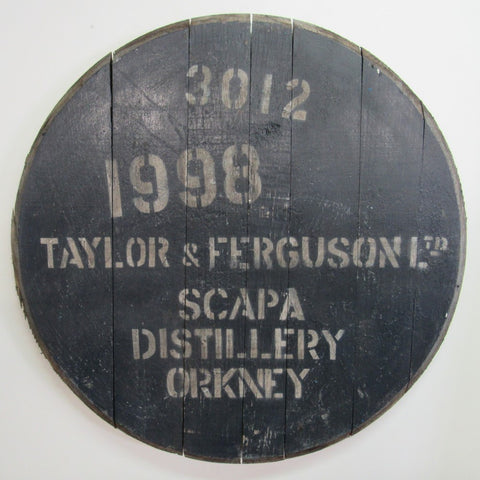 3012
1998
TAYLOR & FERGUSON LTD
SCAPA
DISTILLERY
ORKNEY